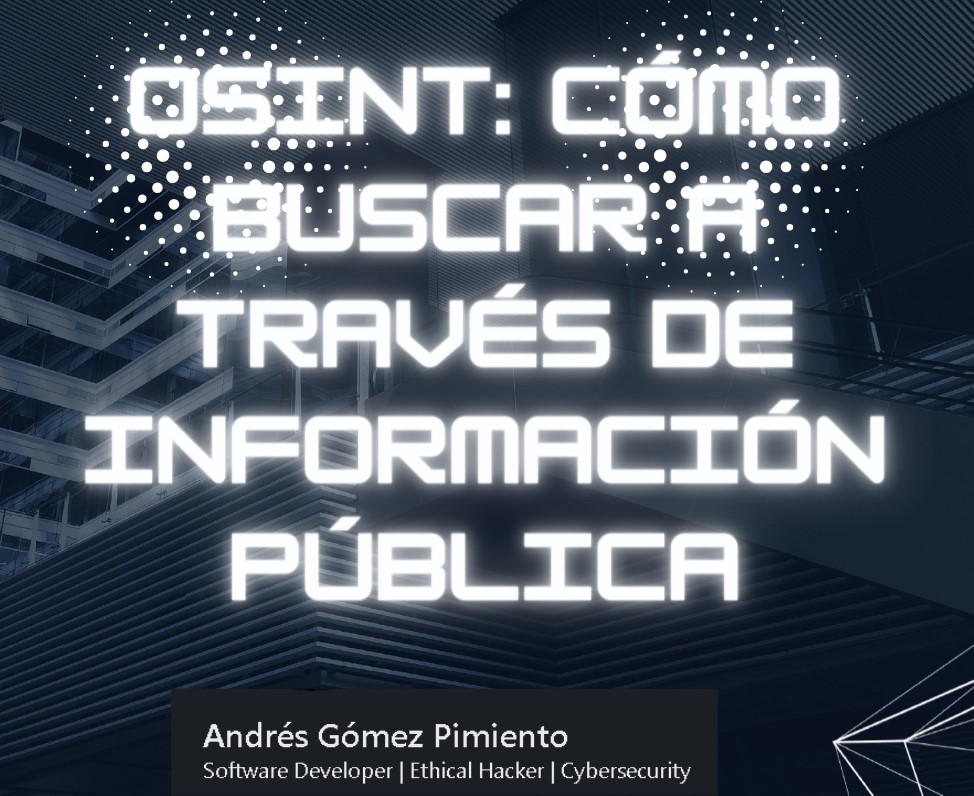 OSINT: CÓMO
BUSCAR A
TRAVÉS DE
INFORMACIÓN
PÚBLICA
Andrés Gómez Pimiento
Software Developer | Ethical Hacker | Cybersecurity